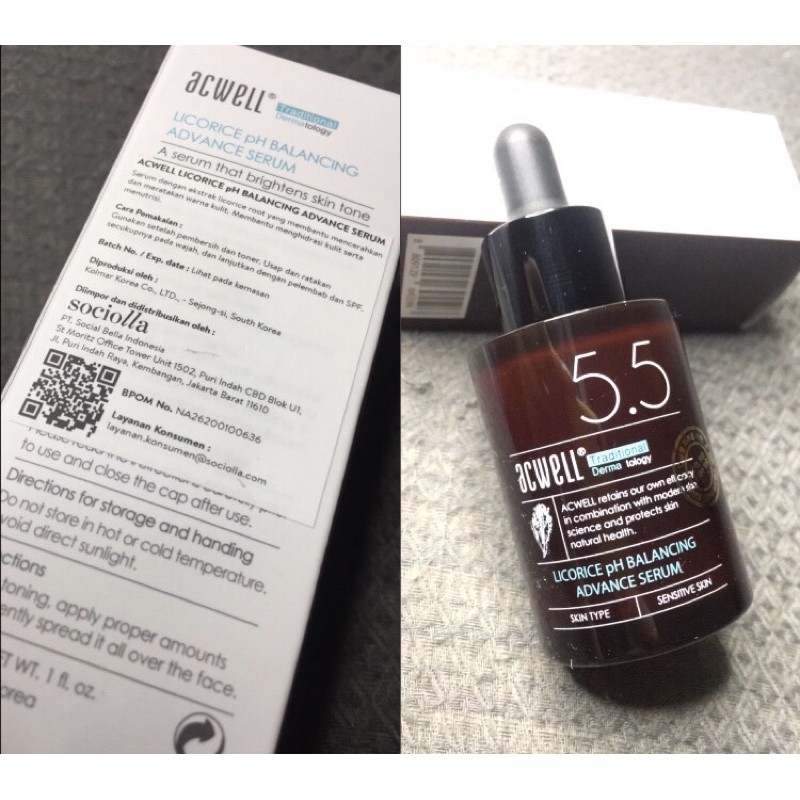 acwell®
Traditional
Dermatology
LICORICE pH BALANCING
ADVANCE SERUM
A serum that brightens skin tone
ACWELL LICORICE pH BALANCING ADVANCE SERUM
Serum dengan ekstrak licorice root yang membantu mencerahkan
dan meratakan warna kulit. Membantu menghidrasi kulit serta
menutrisi.
Cara Pemakaian :
Gunakan setelah pembersih dan toner. Usap dan ratakan
secukupnya pada wajah, dan lanjutkan dengan pelembab dan SPF.
Batch No. / Exp. date : Lihat pada kemasan
Diproduksi oleh :
Kolmar Korea Co., LTD., - Sejong-si, South Korea
Diimpor dan didistribusikan oleh :
sociolla
PT. Social Bella Indonesia
St Moritz Office Tower Unit 1502, Puri Indah CBD Blok U1,
Jl. Puri Indah Raya, Kembangan, Jakarta Barat 11610
BPOM No. NA26200100636
Layanan Konsumen :
layanan.konsumen@sociolla.com
to use and close the cap after use.
Directions for storage and handing
Do not store in hot or cold temperature.
void direct sunlight.
ctions
toning, apply proper amounts
ently spread it all over the face.
ET WT. 1 fl. oz.
orea
5.5
acwell®
Traditional
Derma tology
ACWELL retains our own efficacy
in combination with modern skin
science and protects skin
natural health.
LICORICE pH BALANCING
ADVANCE SERUM
SKIN TYPE
SENSITIVE SKIN